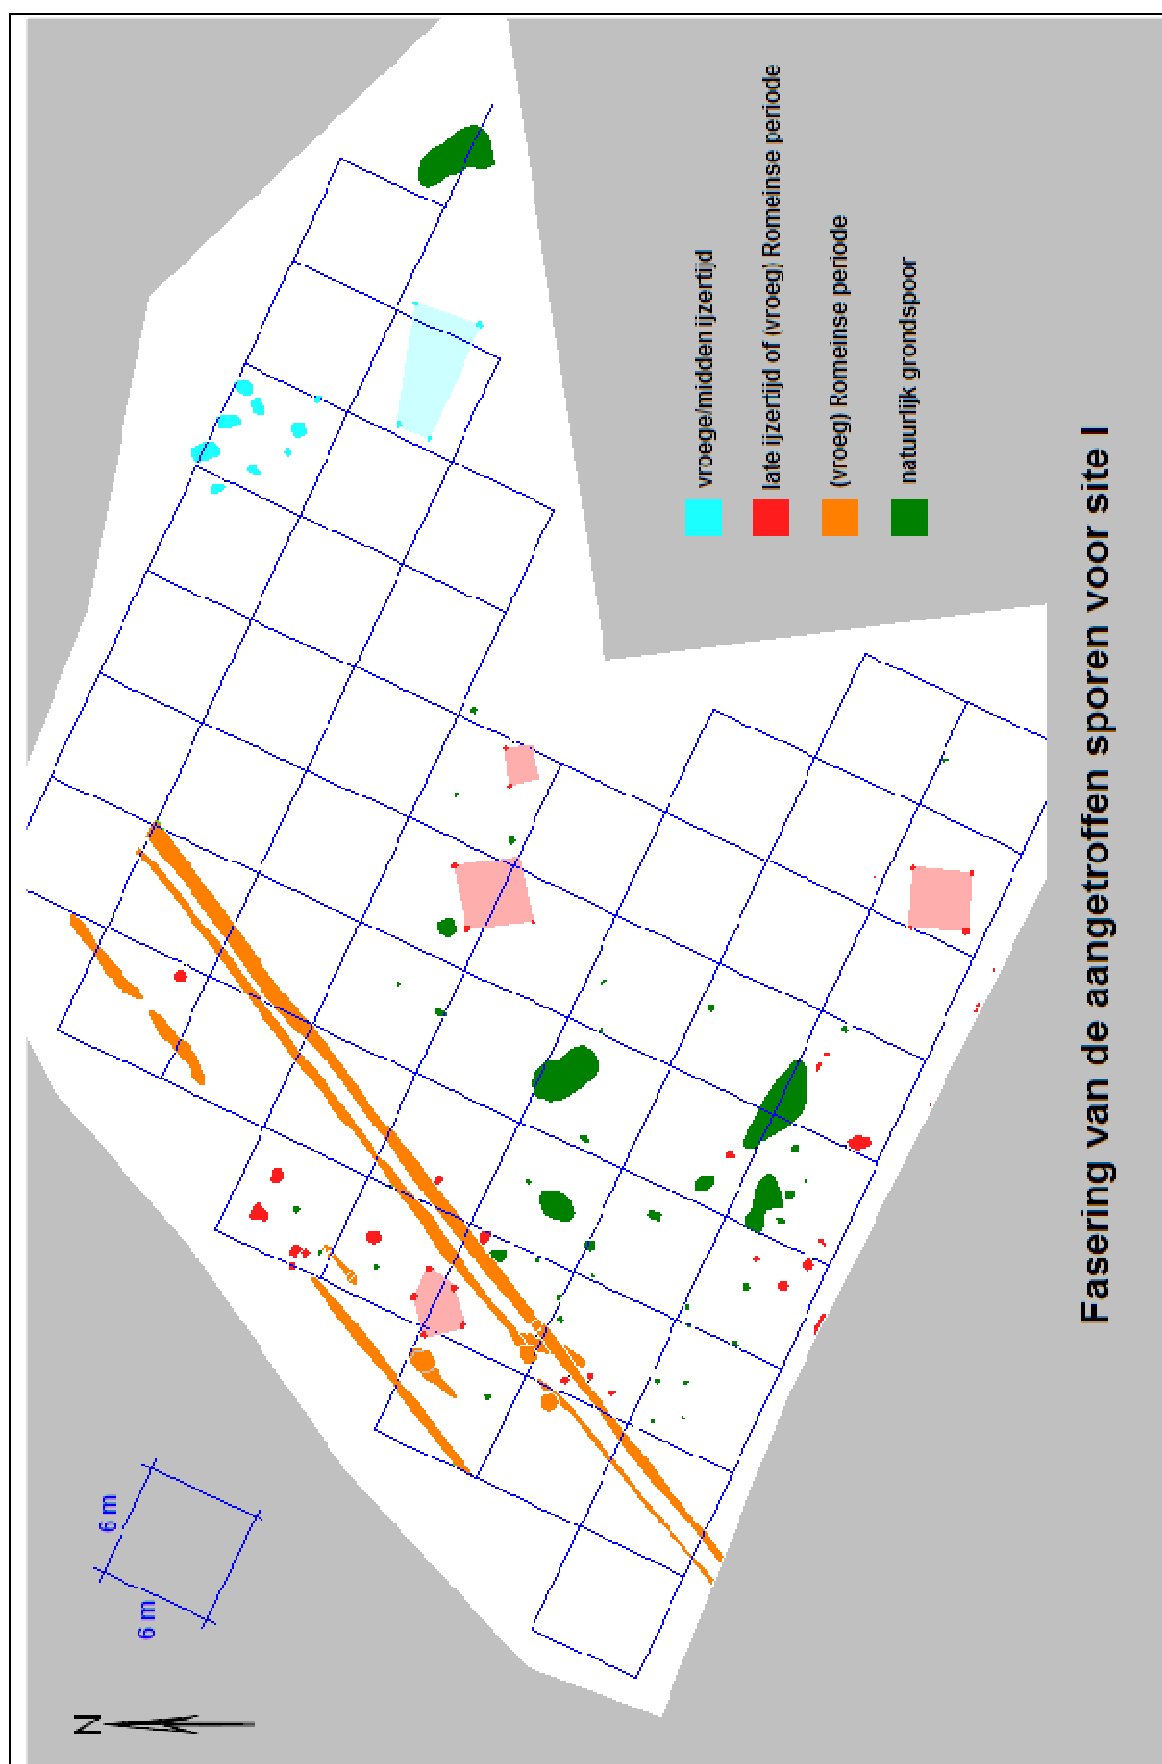 6 m
6 m
N
vroege/midden ijzertijd
late ijzertijd of (vroeg) Romeinse periode
(vroeg) Romeinse periode
natuurlijk grondspoor
Fasering van de aangetroffen sporen voor site I